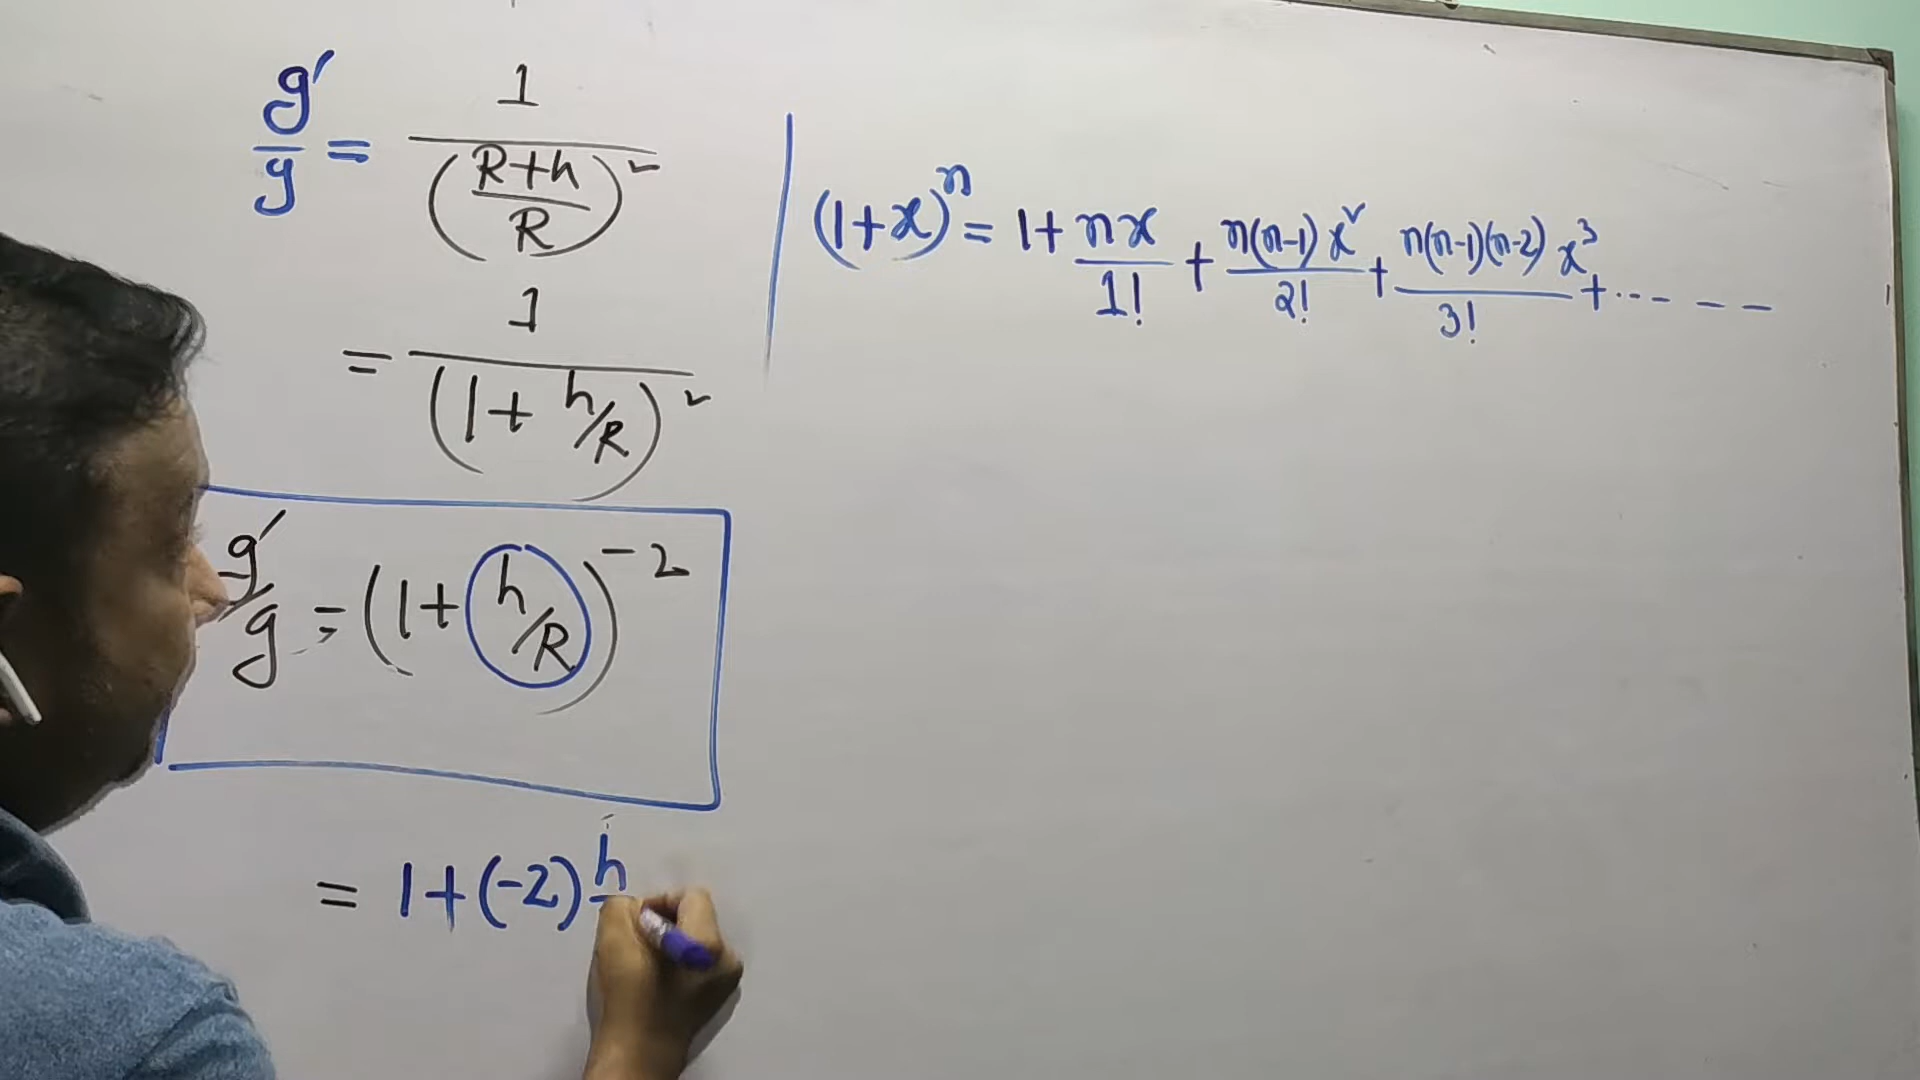 g'/g = 1/((R+h)/R)²
= 1/(1+h/R)²
g'/g = (1+h/R)⁻²
= 1+(-2)h
(1+x)ⁿ = 1+nx/1!+n(n-1)x²/2!+n(n-1)(n-2)x³/3!+...---